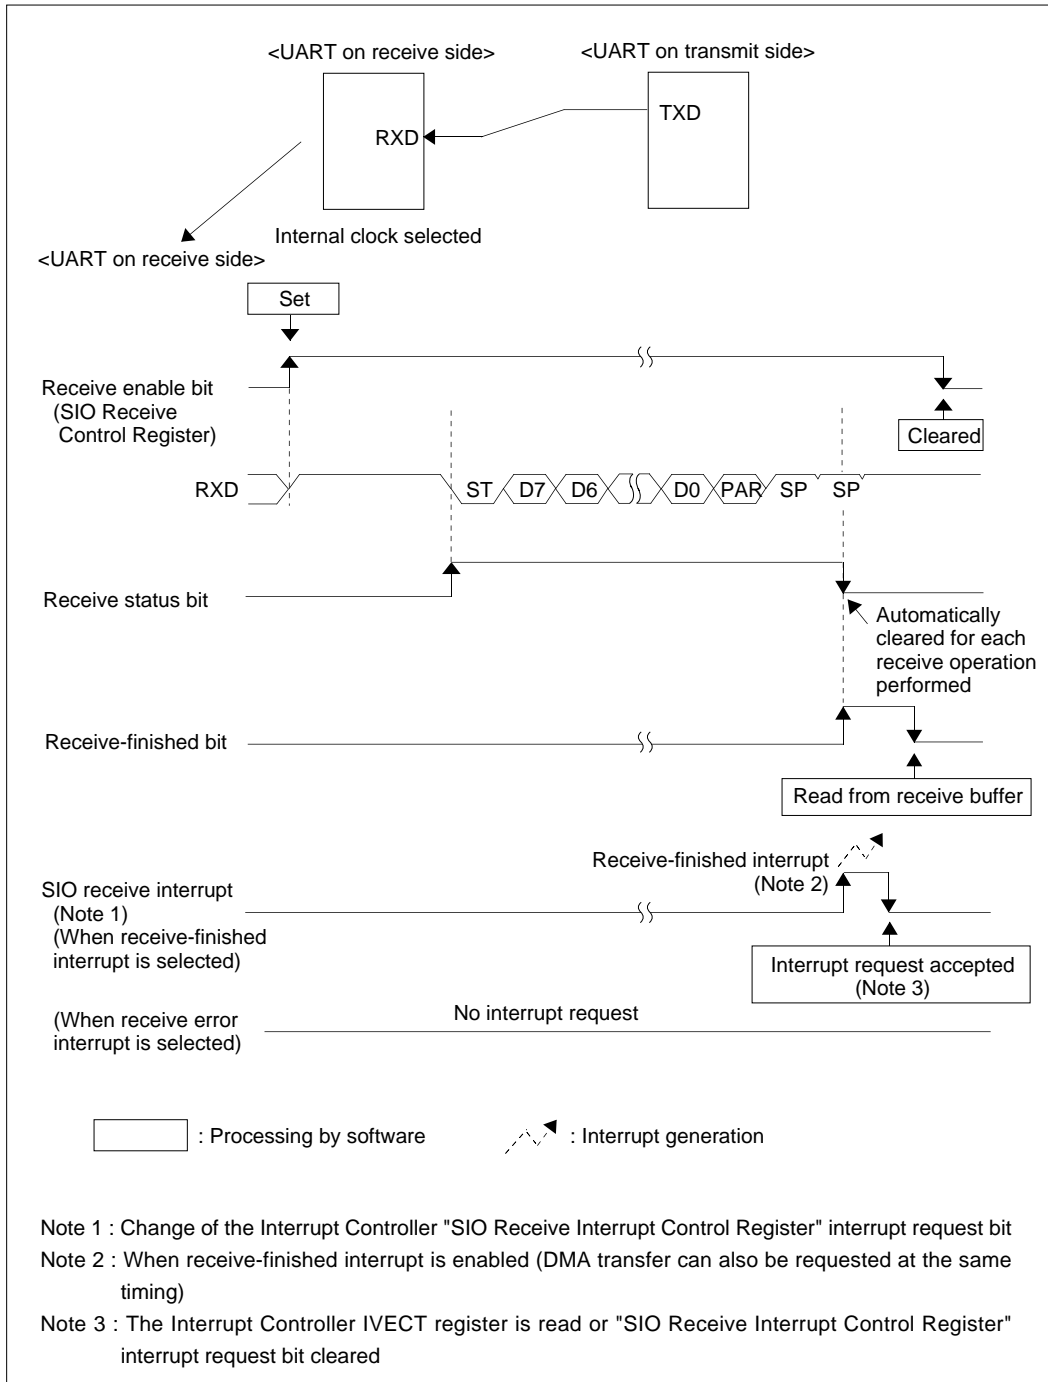 <UART on receive side>
<UART on transmit side>
RXD
TXD
Internal clock selected
<UART on receive side>
Set
Receive enable bit
(SIO Receive
Control Register)
Cleared
RXD
ST D7 D6 D0 PAR SP SP
Receive status bit
Automatically
cleared for each
receive operation
performed
Receive-finished bit
Read from receive buffer
Receive-finished interrupt
(Note 2)
SIO receive interrupt
(Note 1)
(When receive-finished
interrupt is selected)
Interrupt request accepted
(Note 3)
(When receive error
interrupt is selected)
No interrupt request
: Processing by software
: Interrupt generation
Note 1 : Change of the Interrupt Controller "SIO Receive Interrupt Control Register" interrupt request bit
Note 2 : When receive-finished interrupt is enabled (DMA transfer can also be requested at the same
timing)
Note 3 : The Interrupt Controller IVECT register is read or "SIO Receive Interrupt Control Register"
interrupt request bit cleared